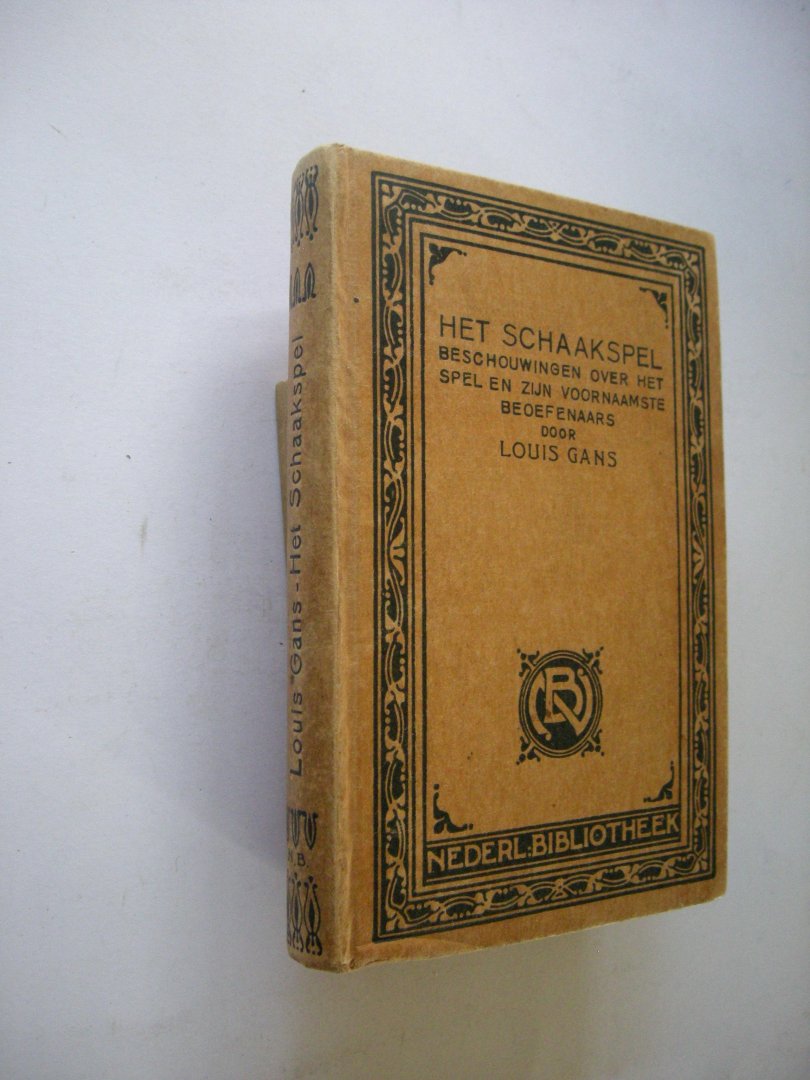 HET SCHAAKSPEL
BESCHOUWINGEN OVER HET
SPEL EN ZIJN VOORNAAMSTE
BEOEFENAARS
DOOR
LOUIS GANS
NB
NEDERL. BIBLIOTHEEK
Louis Gans - Het Schaakspel
N.B.